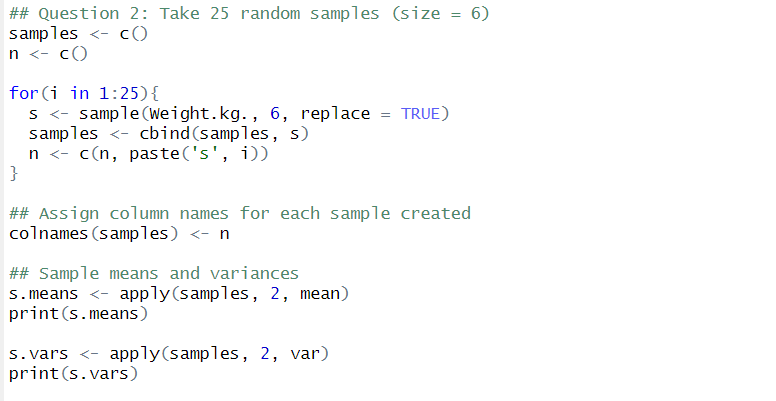 ## Question 2: Take 25 random samples (size = 6)
samples <- c()
n <- c()
for(i in 1:25){
s <- sample(Weight.kg., 6, replace = TRUE)
samples <- cbind(samples, s)
n <- c(n, paste('s', i))
}
## Assign column names for each sample created
colnames(samples) <- n
## Sample means and variances
s.means <- apply(samples, 2, mean)
print(s.means)
s.vars <- apply(samples, 2, var)
print(s.vars)